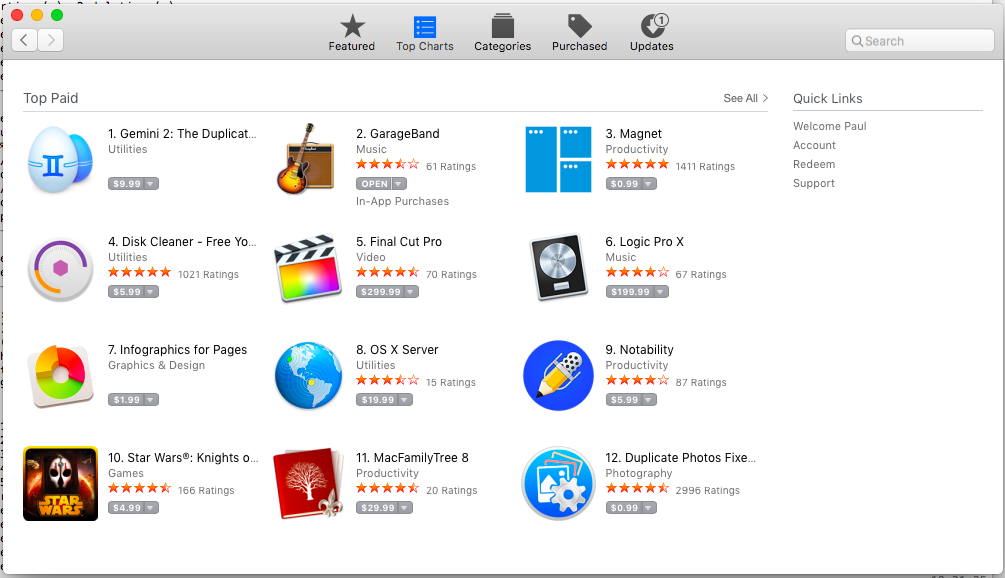 Featured
Top Charts
Categories
Purchased
1
Updates
Search
Top Paid
See All >
Quick Links
Welcome Paul
Account
Redeem
Support
1. Gemini 2: The Duplicat...
Utilities
$9.99
2. GarageBand
Music
61 Ratings
OPEN
In-App Purchases
3. Magnet
Productivity
1411 Ratings
$0.99
4. Disk Cleaner - Free Yo...
Utilities
1021 Ratings
$5.99
5. Final Cut Pro
Video
70 Ratings
$299.99
6. Logic Pro X
Music
67 Ratings
$199.99
7. Infographics for Pages
Graphics & Design
$1.99
8. OS X Server
Utilities
15 Ratings
$19.99
9. Notability
Productivity
87 Ratings
$5.99
STAR
WARS
10. Star Wars®: Knights o...
Games
166 Ratings
$4.99
11. MacFamilyTree 8
Productivity
20 Ratings
$29.99
12. Duplicate Photos Fixe...
Photography
2996 Ratings
$0.99